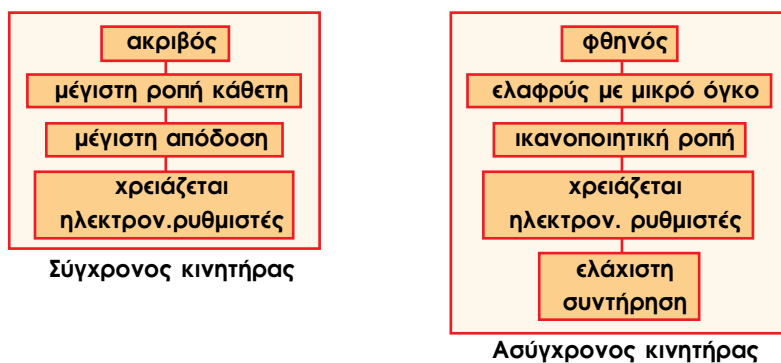 ακριβός
μέγιστη ροπή κάθετη
μέγιστη απόδοση
χρειάζεται
ηλεκτρον.ρυθμιστές
Σύγχρονος κινητήρας
φθηνός
ελαφρύς με μικρό όγκο
ικανοποιητική ροπή
χρειάζεται
ηλεκτρον. ρυθμιστές
ελάχιστη
συντήρηση
Ασύγχρονος κινητήρας